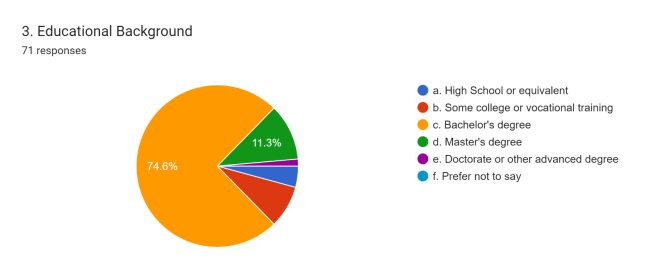 3. Educational Background
71 responses
a. High School or equivalent
b. Some college or vocational training
c. Bachelor's degree
d. Master's degree
e. Doctorate or other advanced degree
f. Prefer not to say
11.3%
74.6%